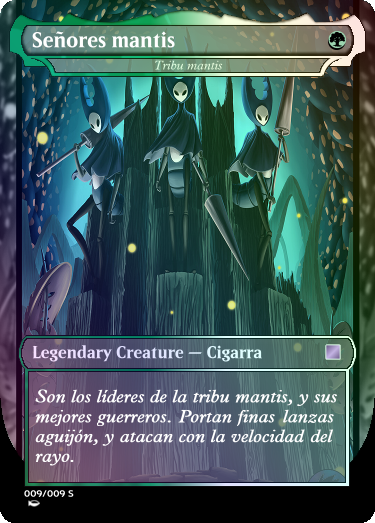 Señores mantis
Tribu mantis
Legendary Creature — Cigarra
Son los líderes de la tribu mantis, y sus
mejores guerreros. Portan finas lanzas
aguijón, y atacan con la velocidad del
rayo.
009/009 S